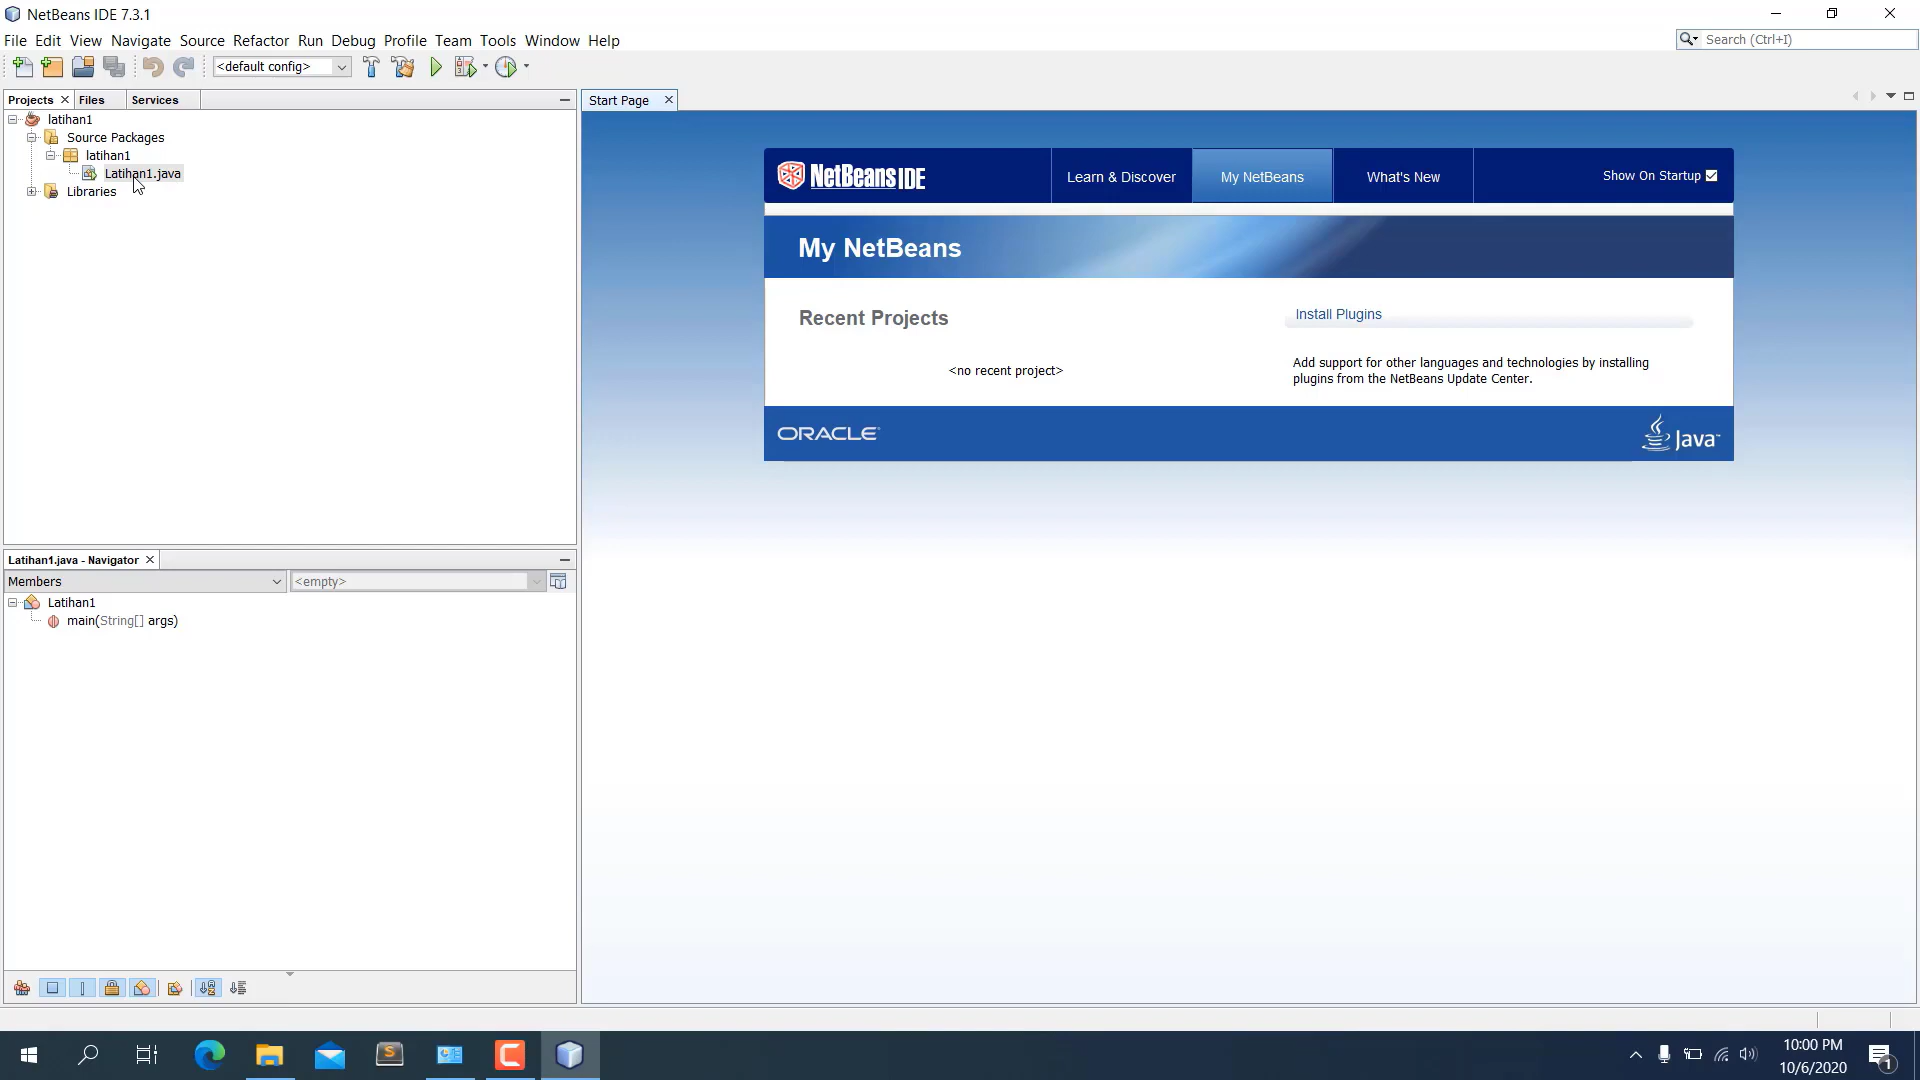 NetBeans IDE 7.3.1
File Edit View Navigate Source Refactor Run Debug Profile Team Tools Window Help
Search (Ctrl+I)
<default config>
Projects Files Services
Start Page
latihan1
Source Packages
latihan1
Latihan1.java
Libraries
NetBeans IDE
Learn & Discover
My NetBeans
What's New
Show On Startup
My NetBeans
Recent Projects
<no recent project>
Install Plugins
Add support for other languages and technologies by installing
plugins from the NetBeans Update Center.
ORACLE
Java
Latihan1.java - Navigator
Members
<empty>
Latihan1
main(String[] args)
10:00 PM
10/6/2020
1